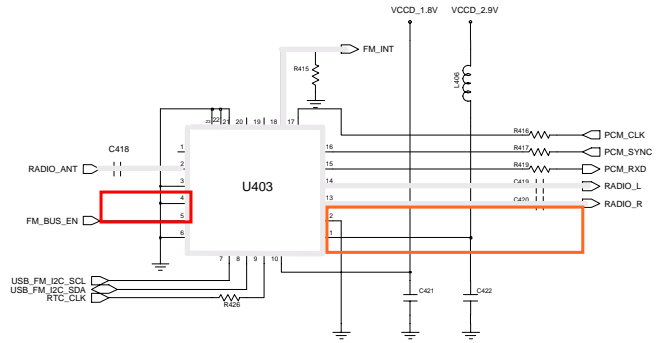 VCCD_1.8V VCCD_2.9V
FM_INT
R415
L406
22 21 20 19 18 17
R416 PCM_CLK
C418
1 16 R417 PCM_SYNC
RADIO_ANT 2 15 R419 PCM_RXD
3 U403 14 C419 RADIO_L
4 13 C420 RADIO_R
FM_BUS_EN 5 2
6 1
7 8 9 10
USB_FM_I2C_SCL
USB_FM_I2C_SDA
RTC_CLK R426
C421 C422